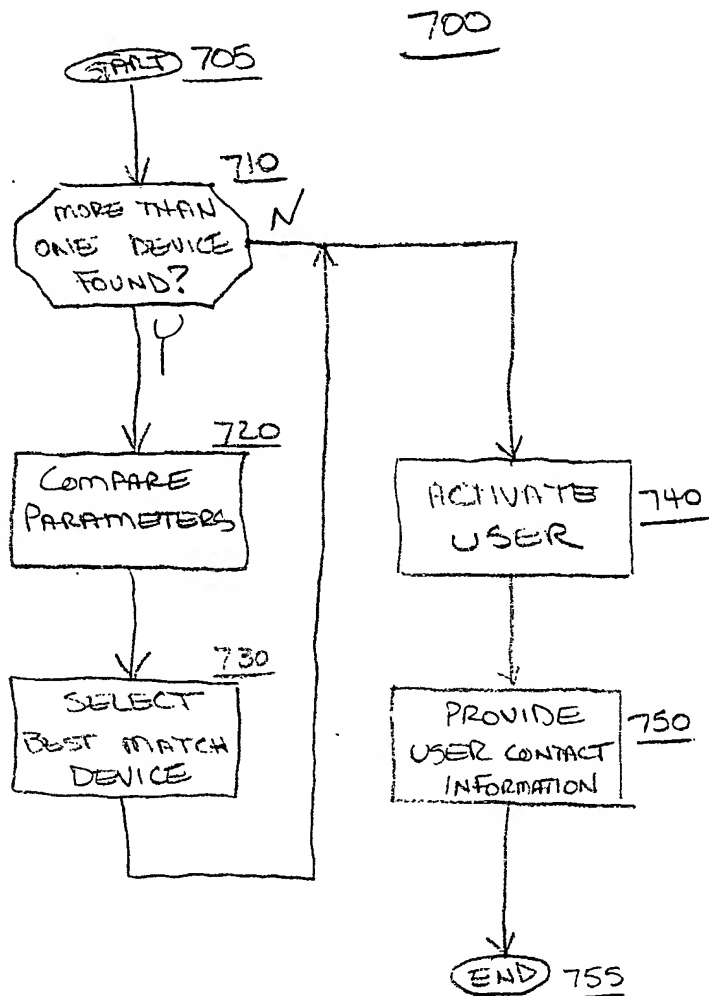 700
START 705
710
MORE THAN
ONE DEVICE
FOUND?
N
Y
720
COMPARE
PARAMETERS
730
SELECT
BEST MATCH
DEVICE
ACTIVATE
USER
740
PROVIDE
USER CONTACT
INFORMATION
750
END 755